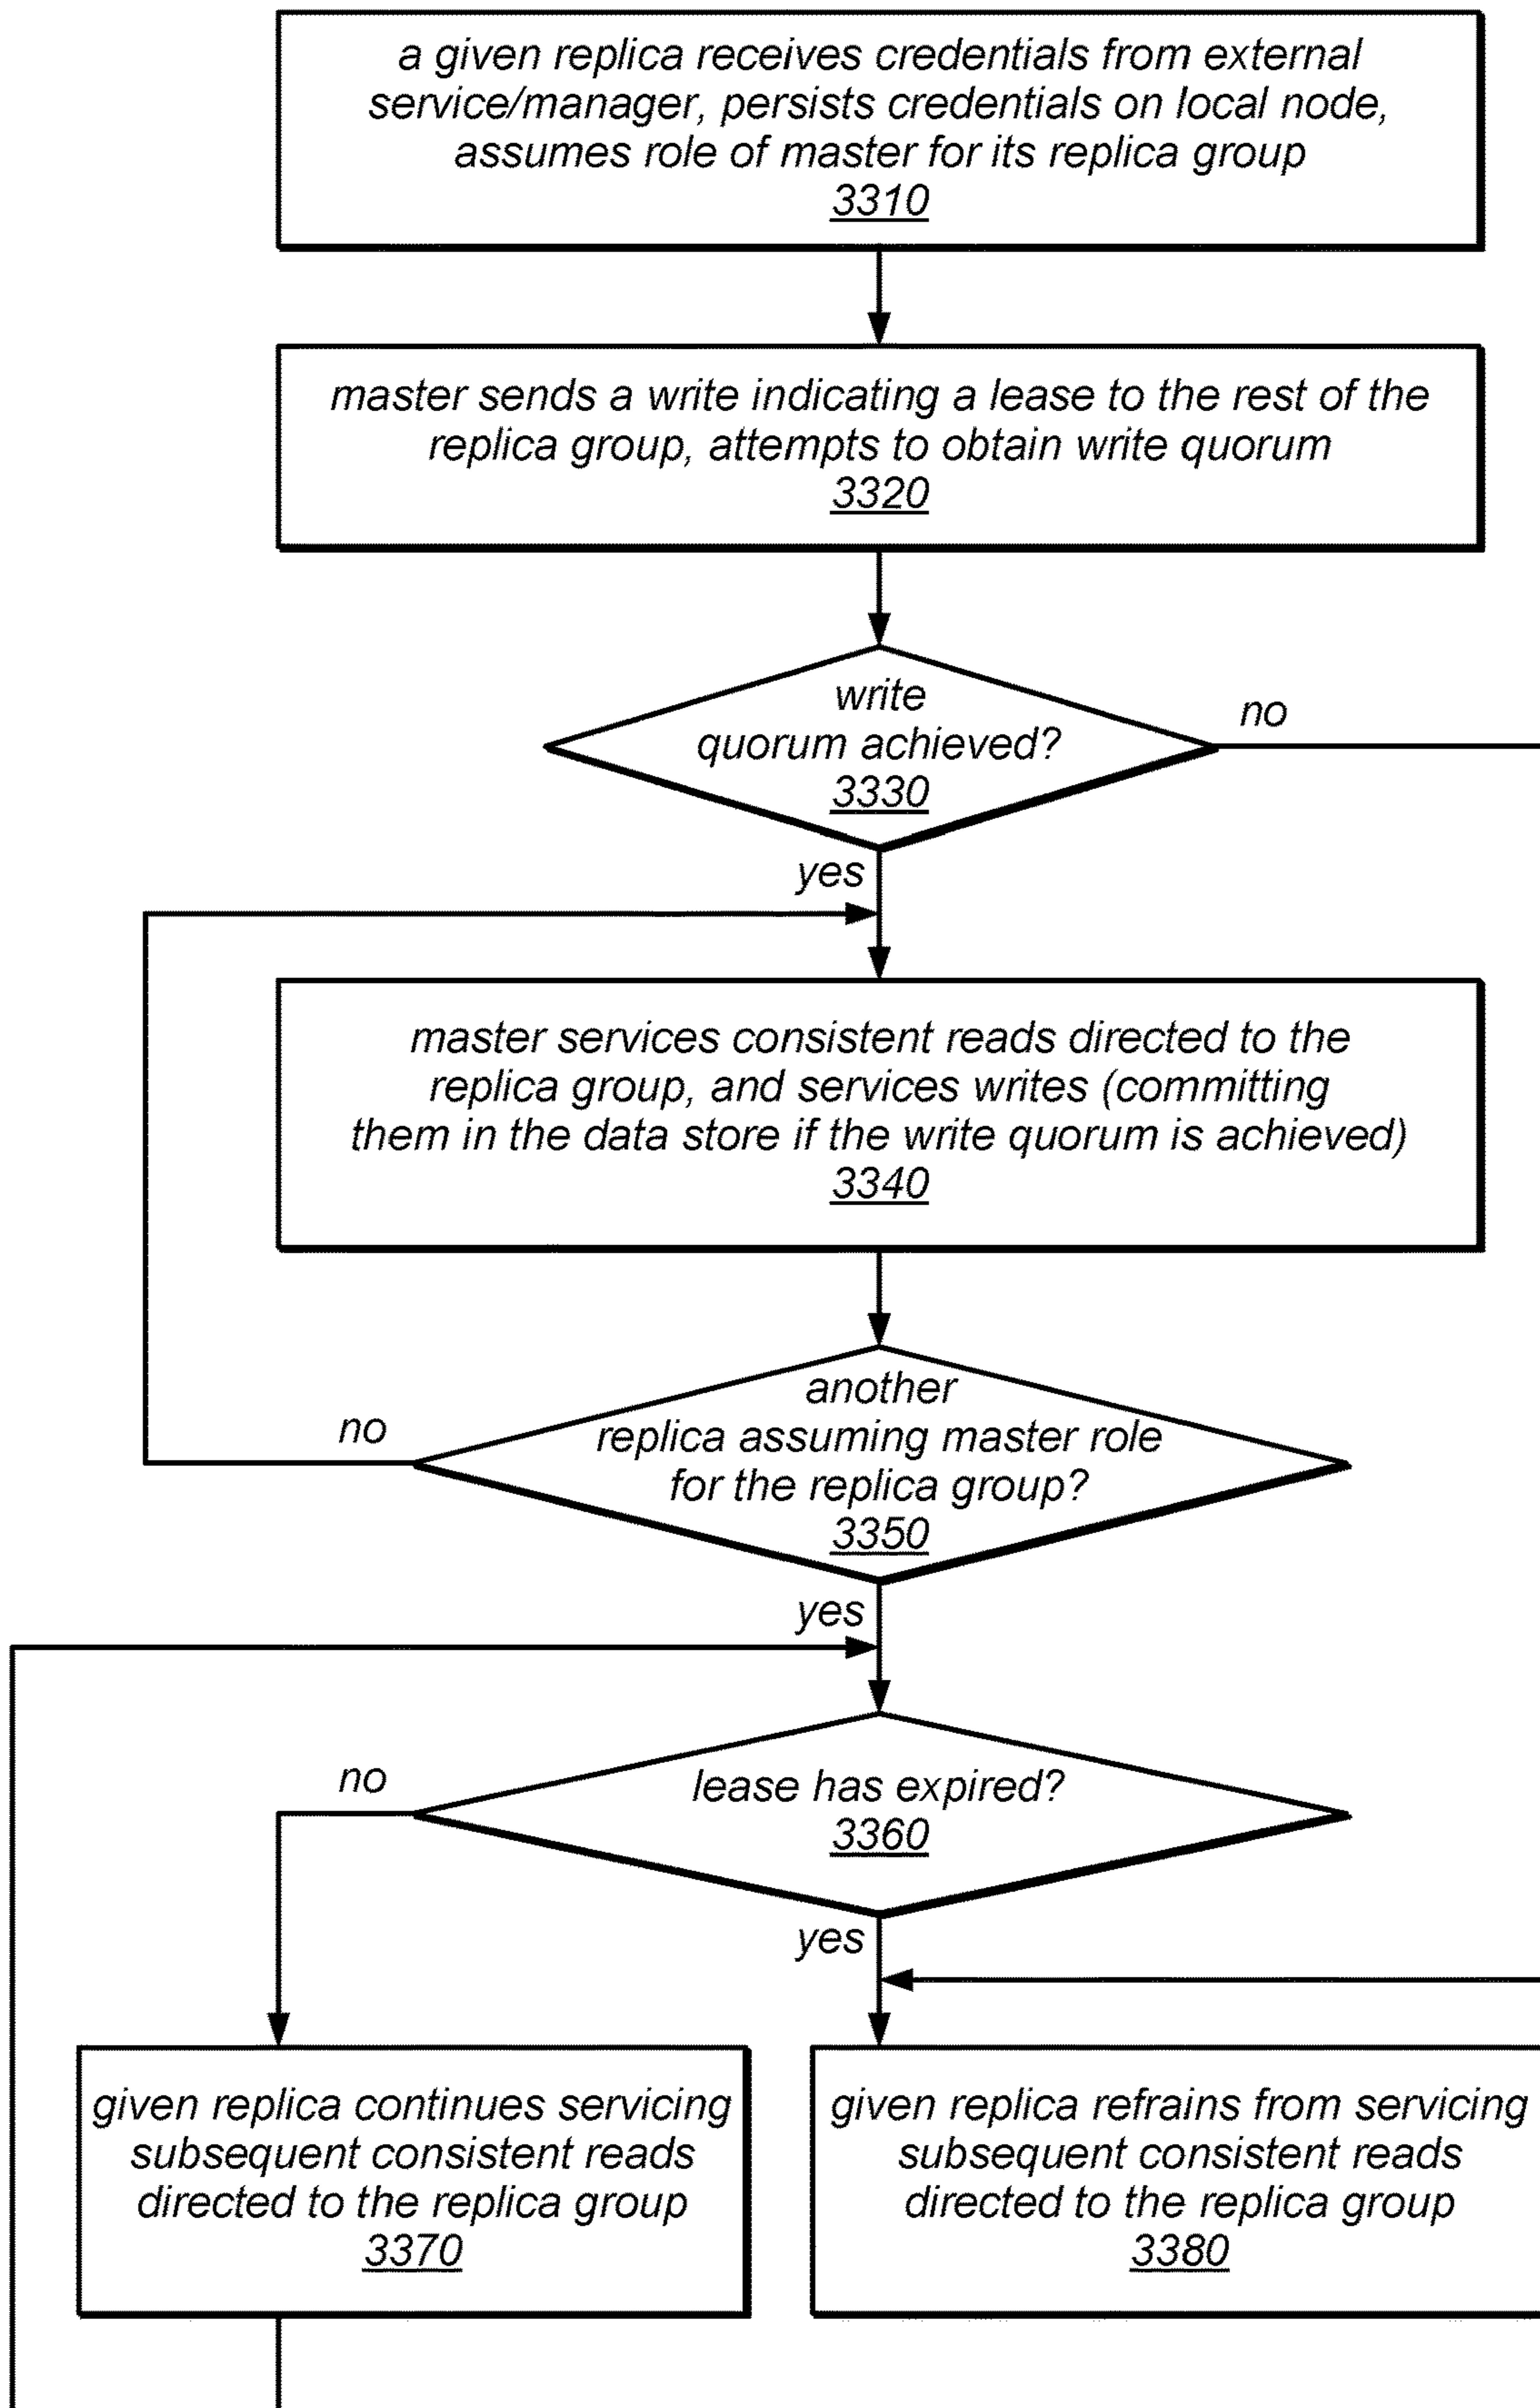 a given replica receives credentials from external
service/manager, persists credentials on local node,
assumes role of master for its replica group
3310
master sends a write indicating a lease to the rest of the
replica group, attempts to obtain write quorum
3320
write
quorum achieved?
3330
no
yes
master services consistent reads directed to the
replica group, and services writes (committing
them in the data store if the write quorum is achieved)
3340
another
replica assuming master role
for the replica group?
3350
no
yes
lease has expired?
3360
no
yes
given replica continues servicing
subsequent consistent reads
directed to the replica group
3370
given replica refrains from servicing
subsequent consistent reads
directed to the replica group
3380